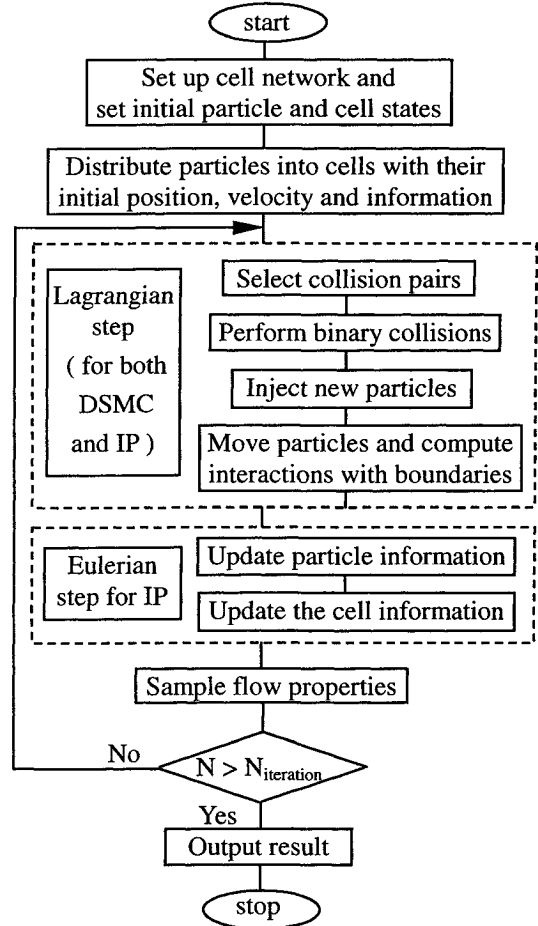 start
Set up cell network and
set initial particle and cell states
Distribute particles into cells with their
initial position, velocity and information
Lagrangian
step
( for both
DSMC
and IP )
Select collision pairs
Perform binary collisions
Inject new particles
Move particles and compute
interactions with boundaries
Eulerian
step for IP
Update particle information
Update the cell information
Sample flow properties
No
N > Niteration
Yes
Output result
stop